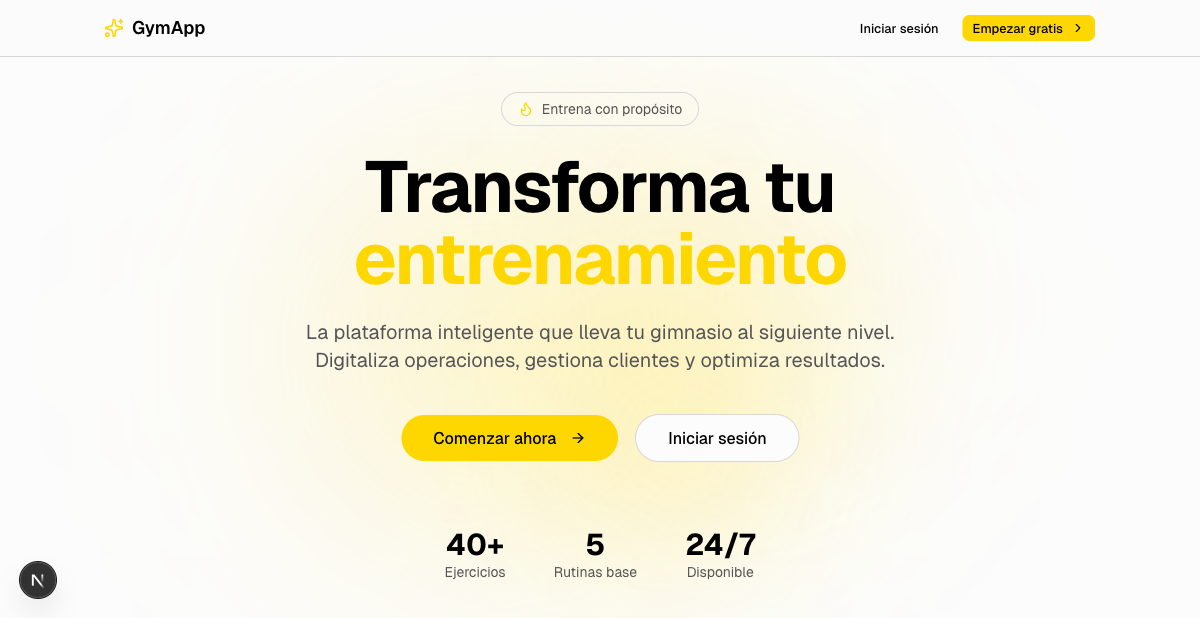 GymApp
Iniciar sesión
Empezar gratis
Entrena con propósito
Transforma tu
entrenamiento
La plataforma inteligente que lleva tu gimnasio al siguiente nivel.
Digitaliza operaciones, gestiona clientes y optimiza resultados.
Comenzar ahora
Iniciar sesión
40+
5
24/7
Ejercicios
Rutinas base
Disponible
N